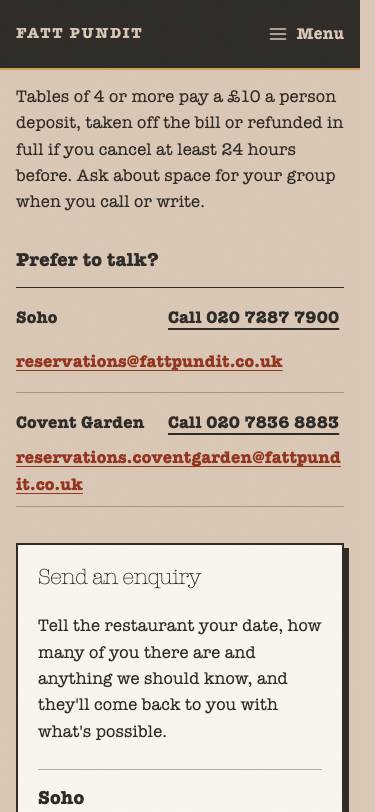 FATT PUNDIT
Menu
Tables of 4 or more pay a £10 a person
deposit, taken off the bill or refunded in
full if you cancel at least 24 hours
before. Ask about space for your group
when you call or write.
Prefer to talk?
Soho
Call 020 7287 7900
reservations@fattpundit.co.uk
Covent Garden
Call 020 7836 8883
reservations.coventgarden@fattpund
it.co.uk
Send an enquiry
Tell the restaurant your date, how
many of you there are and
anything we should know, and
they'll come back to you with
what's possible.
Soho